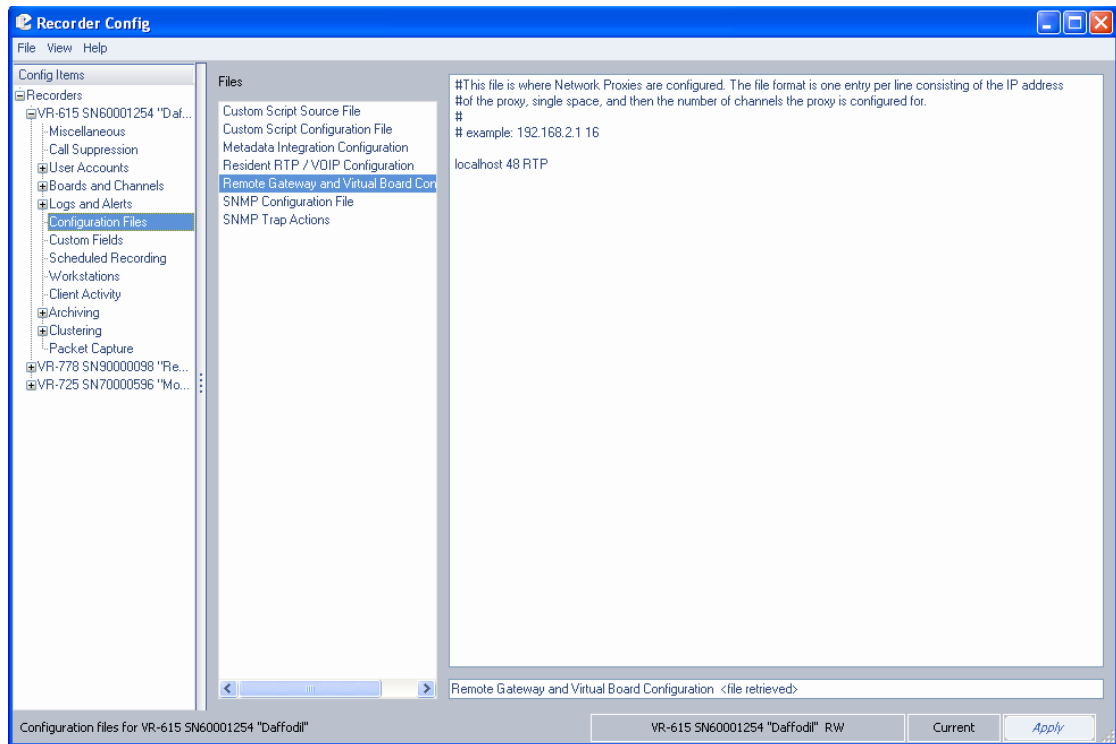 Recorder Config
File View Help
Config Items
Recorders
VR-615 SN60001254 "Daf...
Miscellaneous
Call Suppression
User Accounts
Boards and Channels
Logs and Alerts
Configuration Files
Custom Fields
Scheduled Recording
Workstations
Client Activity
Archiving
Clustering
Packet Capture
VR-778 SN90000098 "Re...
VR-725 SN70000596 "Mo...
Files
Custom Script Source File
Custom Script Configuration File
Metadata Integration Configuration
Resident RTP / VOIP Configuration
Remote Gateway and Virtual Board Con
SNMP Configuration File
SNMP Trap Actions
#This file is where Network Proxies are configured. The file format is one entry per line consisting of the IP address
#of the proxy, single space, and then the number of channels the proxy is configured for.
#
# example: 192.168.2.1 16
localhost 48 RTP
Remote Gateway and Virtual Board Configuration <file retrieved>
Configuration files for VR-615 SN60001254 "Daffodil"
VR-615 SN60001254 "Daffodil" RW
Current
Apply